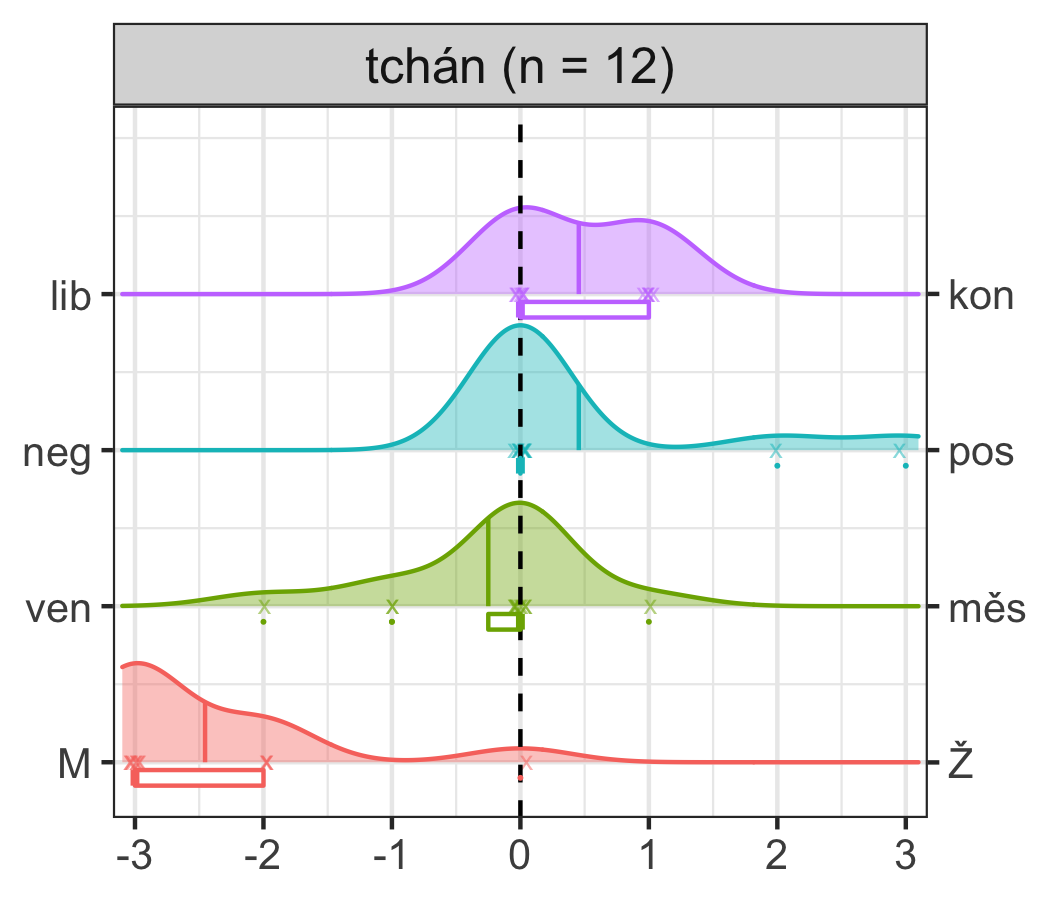 tchán (n = 12)
lib kon
neg pos
ven měs
M Ž
-3 -2 -1 0 1 2 3